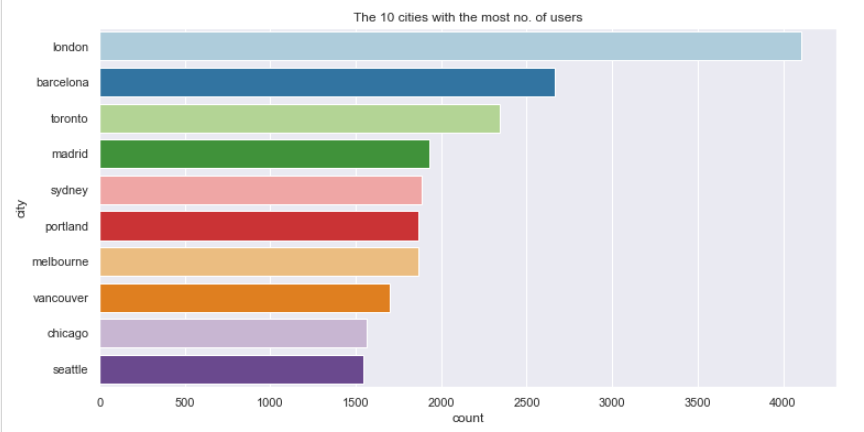 The 10 cities with the most no. of users
london
barcelona
toronto
madrid
sydney
portland
melbourne
vancouver
chicago
seattle
city
0 500 1000 1500 2000 2500 3000 3500 4000
count